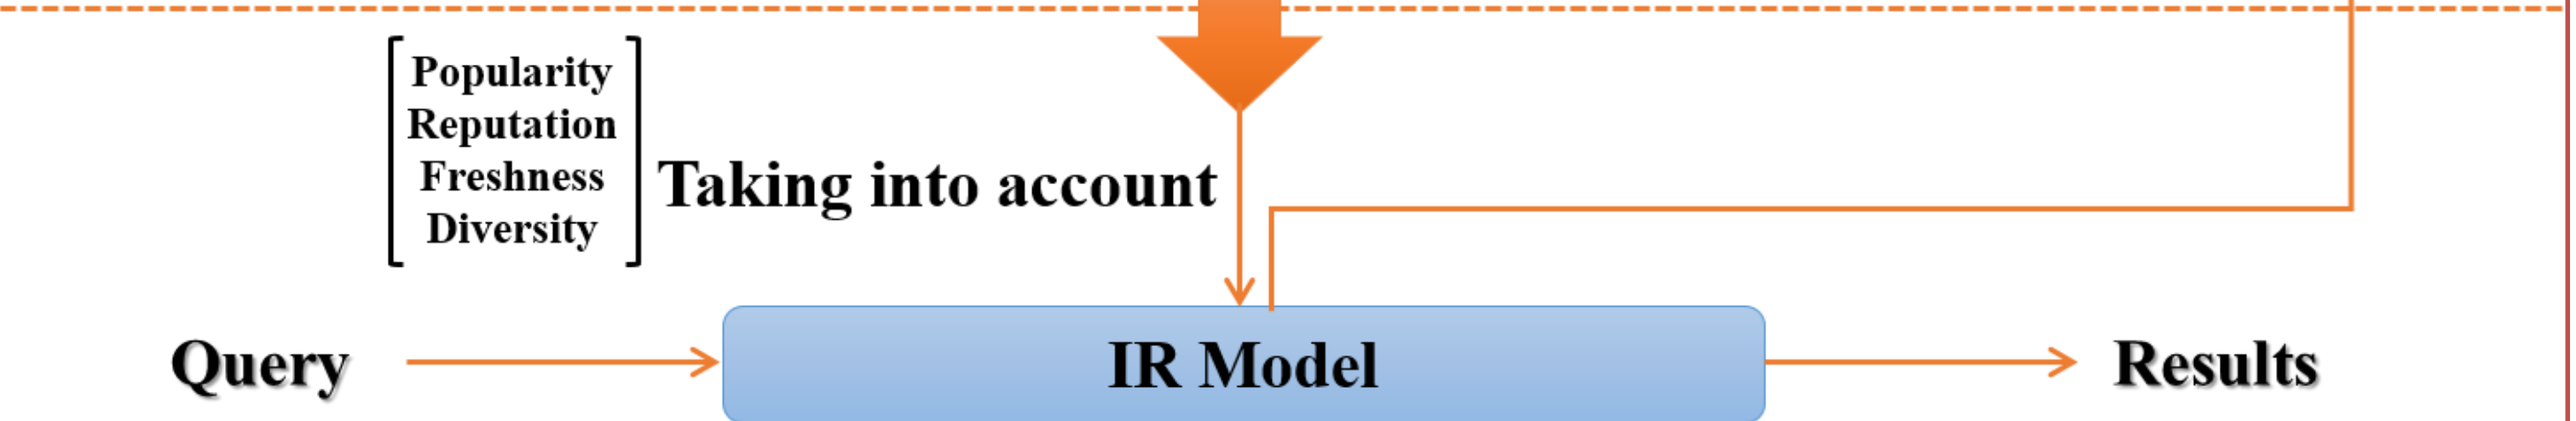 Popularity
Reputation
Freshness
Diversity
Taking into account
Query
IR Model
Results